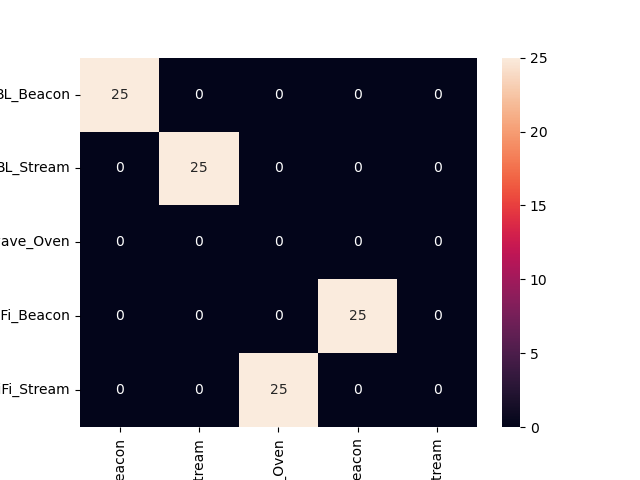 BL_Beacon 25 0 0 0 0
BL_Stream 0 25 0 0 0
ave_Oven 0 0 0 0 0
Fi_Beacon 0 0 0 25 0
Fi_Stream 0 0 25 0 0
eacon tream _Oven eacon tream
25
20
15
10
5
0